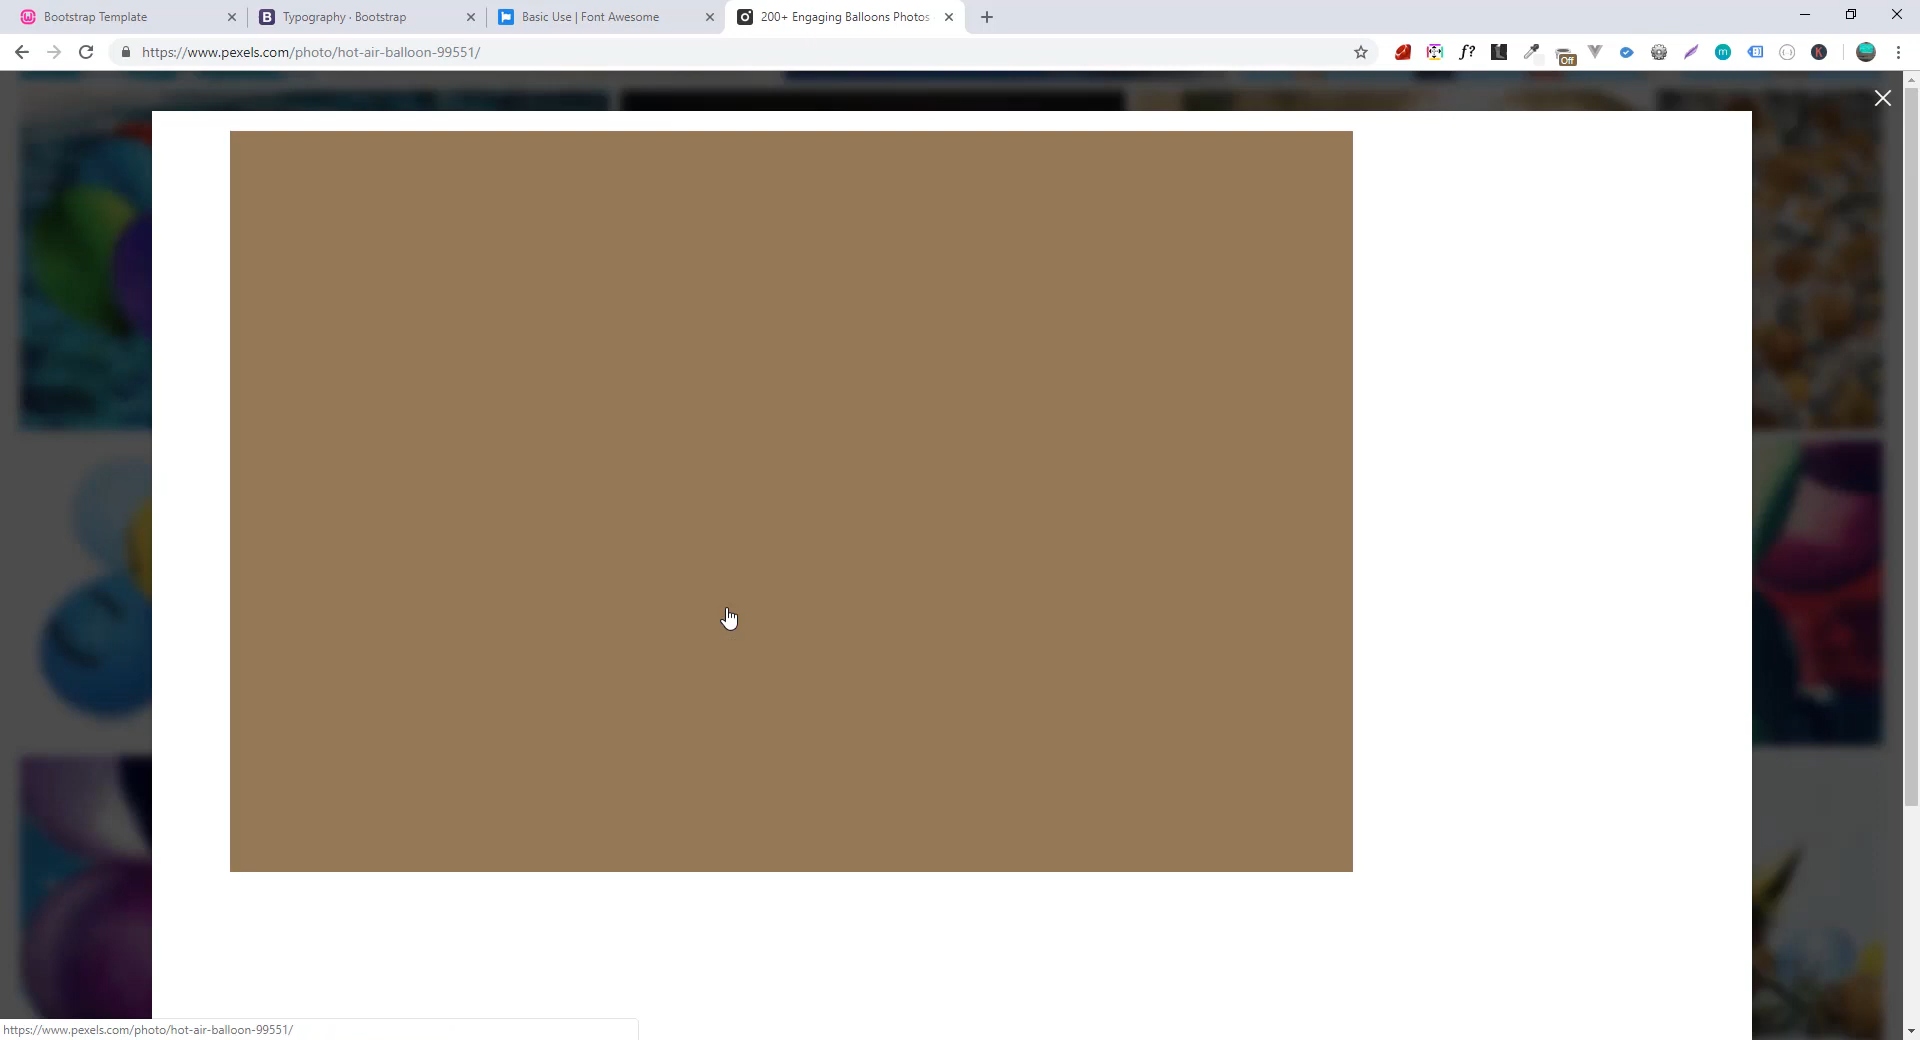 Bootstrap Template
Typography · Bootstrap
Basic Use | Font Awesome
200+ Engaging Balloons Photos
https://www.pexels.com/photo/hot-air-balloon-99551/
f?
Off
m
K
https://www.pexels.com/photo/hot-air-balloon-99551/